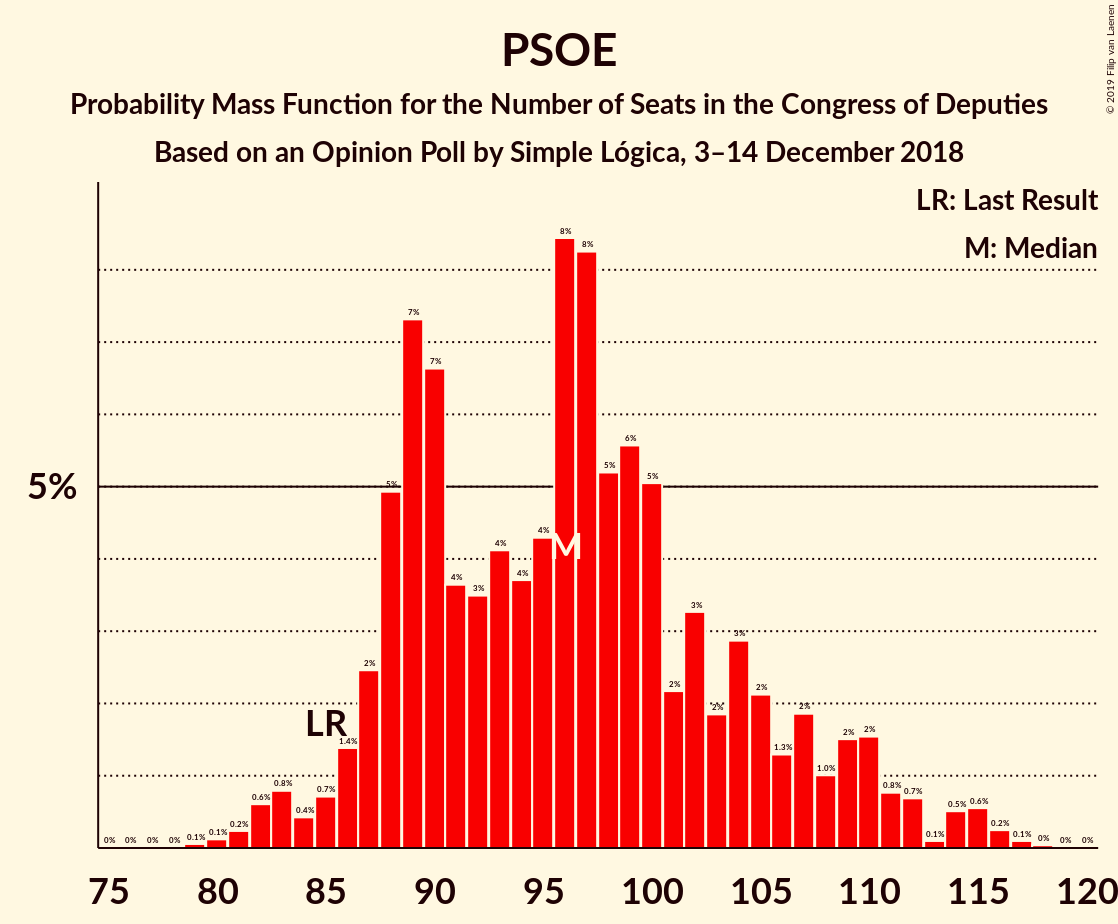 PSOE
Probability Mass Function for the Number of Seats in the Congress of Deputies
Based on an Opinion Poll by Simple Lógica, 3–14 December 2018
© 2019 Filip van Laenen
LR: Last Result
M: Median
5%
0% 0% 0% 0% 0.1% 0.1% 0.2% 0.6% 0.8% 0.4% 0.7% 1.4% 2% 5% 7% 7% 4% 3% 4% 4% 4% 8% 8% 5% 6% 5% 2% 3% 2% 3% 2% 1.3% 2% 1.0% 2% 2% 0.8% 0.7% 0.1% 0.5% 0.6% 0.2% 0.1% 0% 0% 0%
LR
M
75 80 85 90 95 100 105 110 115 120